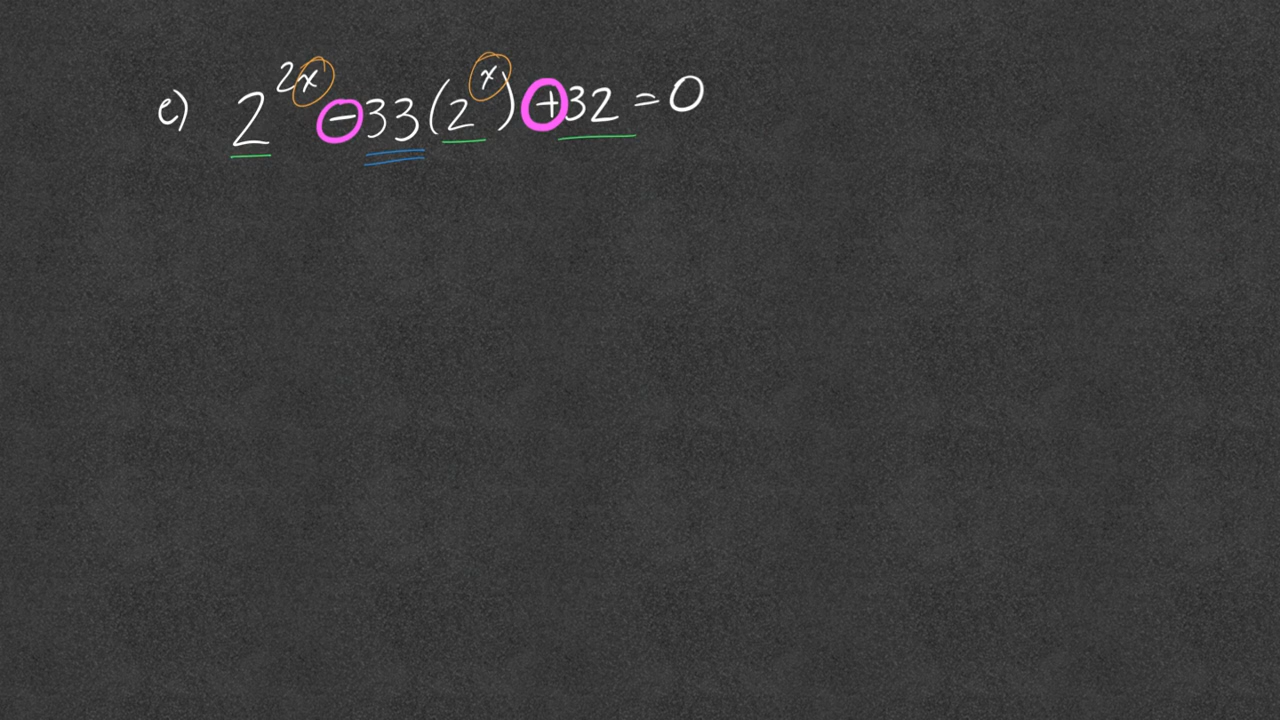 e) 2^{2x} - 33(2^x) + 32 = 0